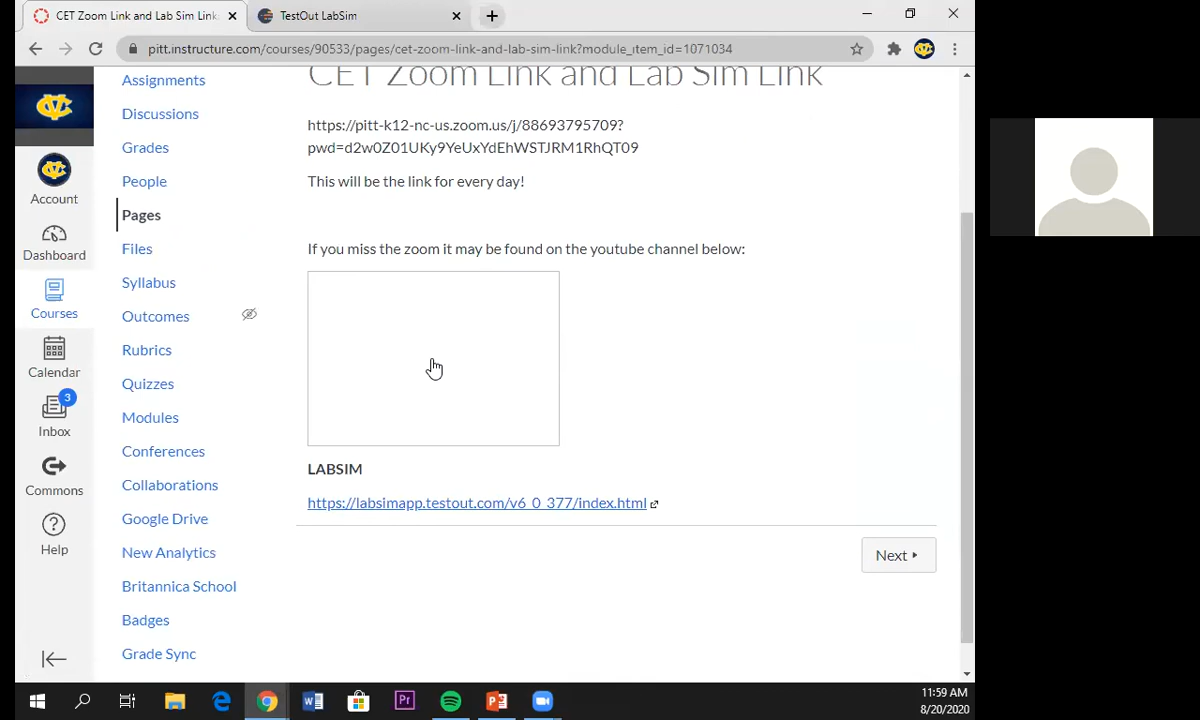 CET Zoom Link and Lab Sim Link
TestOut LabSim
pitt.instructure.com/courses/90533/pages/cet-zoom-link-and-lab-sim-link?module_item_id=1071034
Account
Dashboard
Courses
Calendar
3
Inbox
Commons
Help
Assignments
Discussions
Grades
People
Pages
Files
Syllabus
Outcomes
Rubrics
Quizzes
Modules
Conferences
Collaborations
Google Drive
New Analytics
Britannica School
Badges
Grade Sync
CET Zoom Link and Lab Sim Link
https://pitt-k12-nc-us.zoom.us/j/88693795709?
pwd=d2w0Z01UKy9YeUxYdEhWSTJRM1RhQT09
This will be the link for every day!
If you miss the zoom it may be found on the youtube channel below:
LABSIM
https://labsimapp.testout.com/v6_0_377/index.html
Next
11:59 AM
8/20/2020